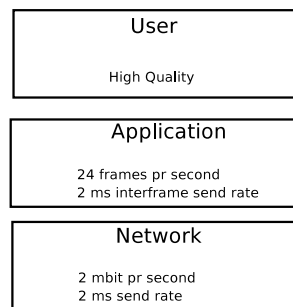 User
High Quality
Application
24 frames pr second
2 ms interframe send rate
Network
2 mbit pr second
2 ms send rate